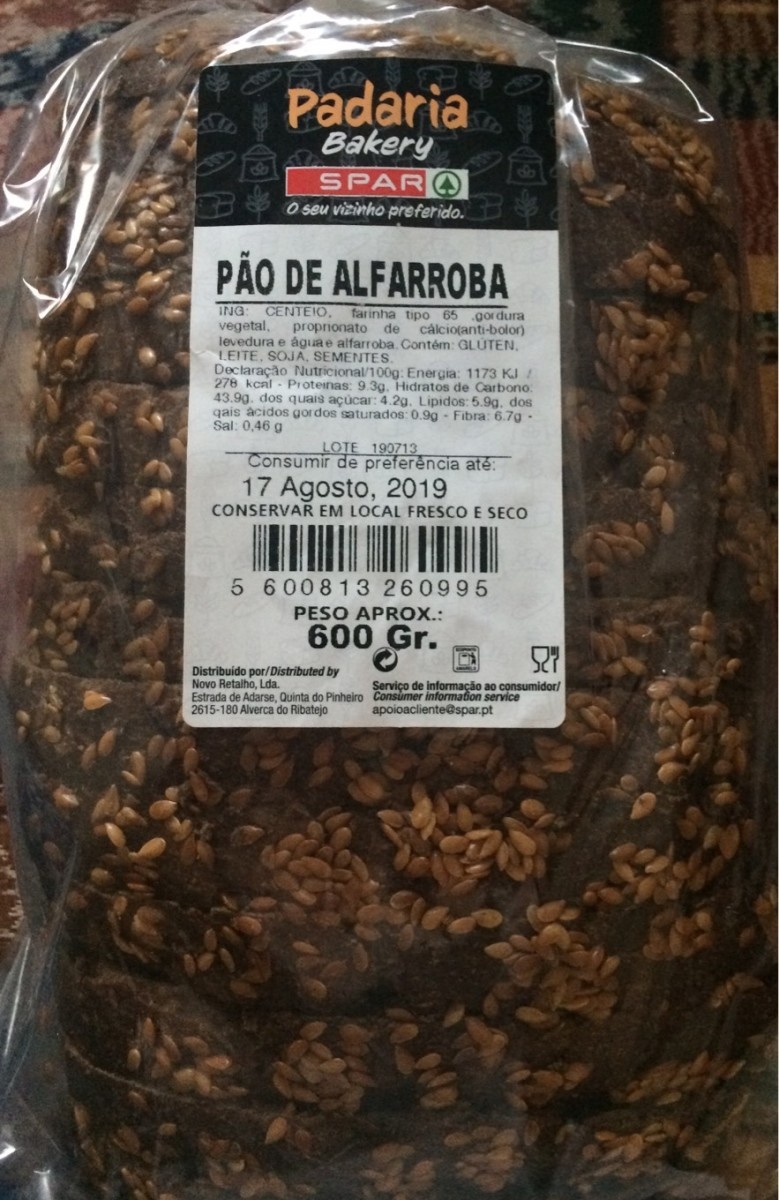 Padaria
Bakery
SPAR
O seu vizinho preferido.
PÃO DE ALFARROBA
ING: CENTEIO, farinha tipo 65 .gordura
vegetal, proprionato de cálcio(anti-bolor)
levedura e água e alfarroba. Contém: GLÚTEN,
LEITE, SOJA, SEMENTES.
Declaração Nutricional/100g: Energia: 1173 KJ /
278 kcal - Proteínas: 9.3g, Hidratos de Carbono:
43.9g, dos quais açúcar: 4.2g, Lipidos: 5.9g, dos
qais ácidos gordos saturados: 0.9g - Fibra: 6.7g -
Sal: 0,46 g
LOTE 190713
Consumir de preferência até:
17 Agosto, 2019
CONSERVAR EM LOCAL FRESCO E SECO
5 600813 260995
PESO APROX.:
600 Gr.
Distribuído por/Distributed by
Novo Retalho, Lda.
Estrada de Adarse, Quinta do Pinheiro
2615-180 Alverca do Ribatejo
Serviço de informação ao consumidor/
Consumer information service
apoioacliente@spar.pt